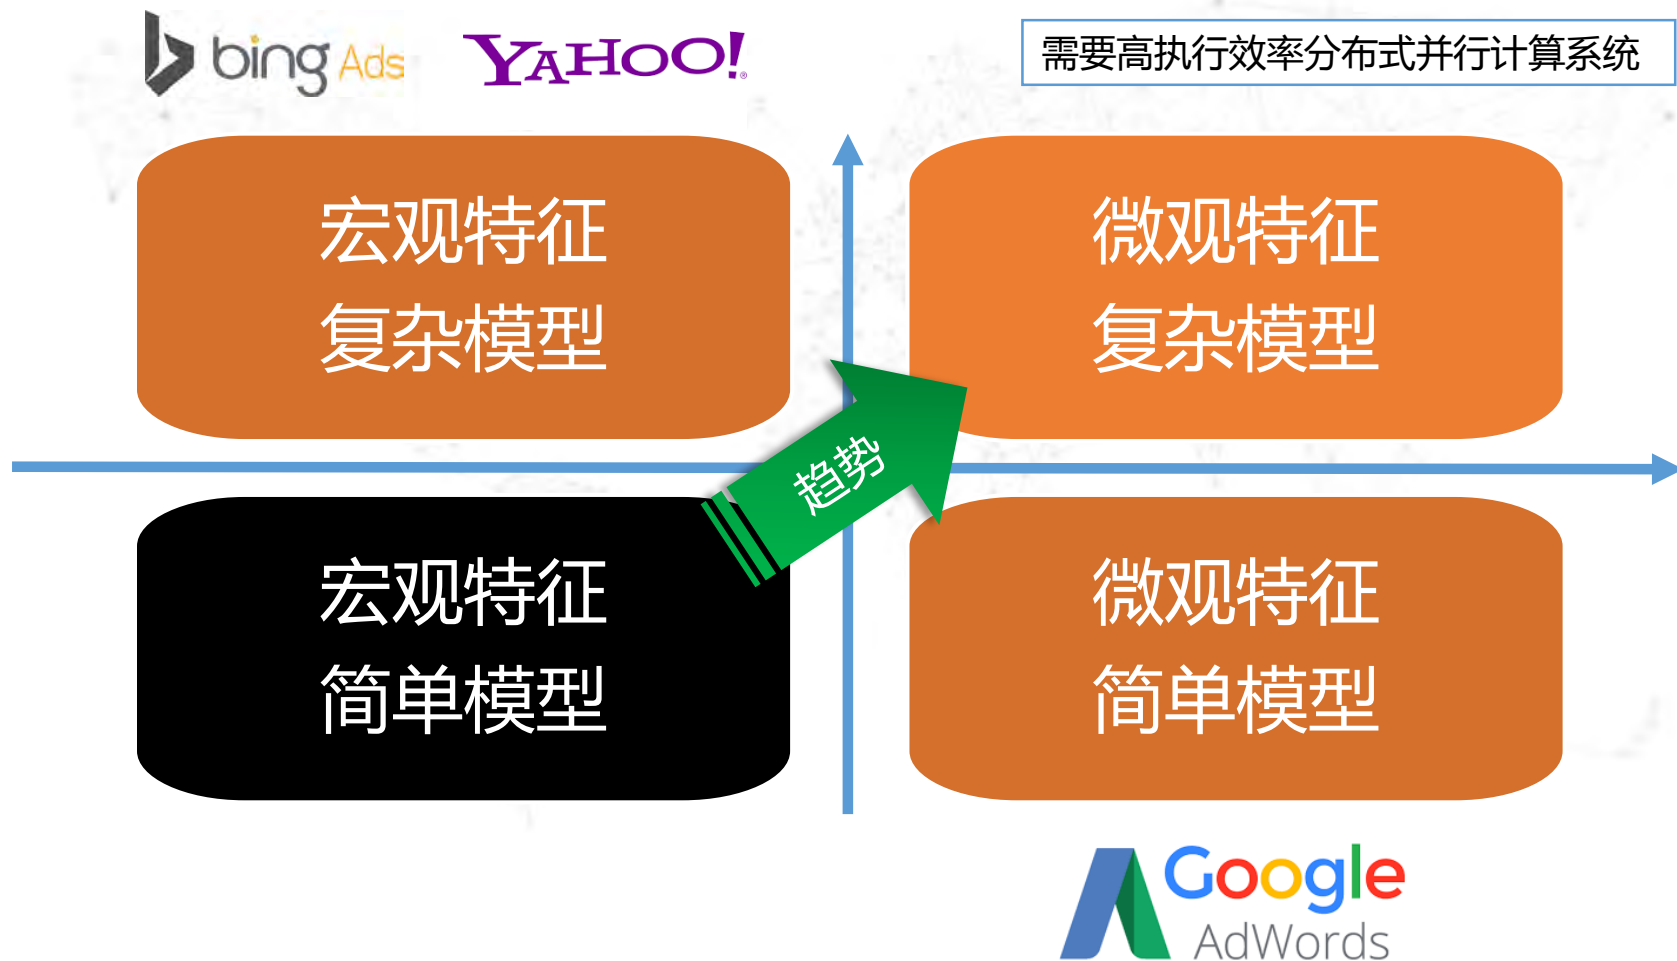 bing Ads
YAHOO!
需要高执行效率分布式并行计算系统
宏观特征
复杂模型
微观特征
复杂模型
趋势
宏观特征
简单模型
微观特征
简单模型
Google
AdWords